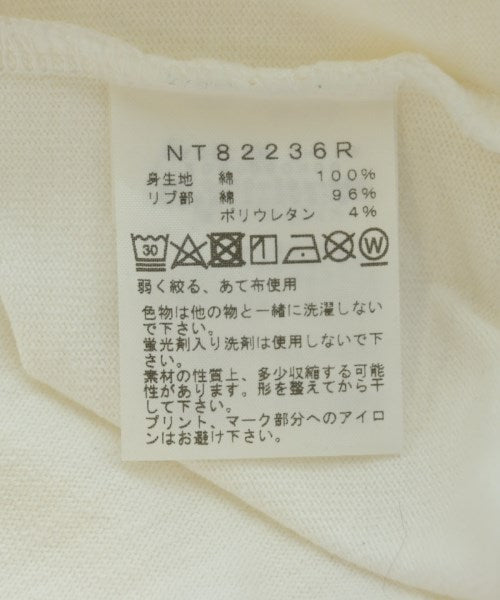 NT82236R
身生地 綿 100%
リブ部 綿 96%
ポリウレタン 4%
30 W
弱く絞る、あて布使用
色物は他の物と一緒に洗濯しない
で下さい。
蛍光剤入り洗剤は使用しないで下
さい。
素材の性質上、多少収縮する可能
性があります。形を整えてから干
して下さい。
プリント、マーク部分へのアイロ
ンはお避け下さい。